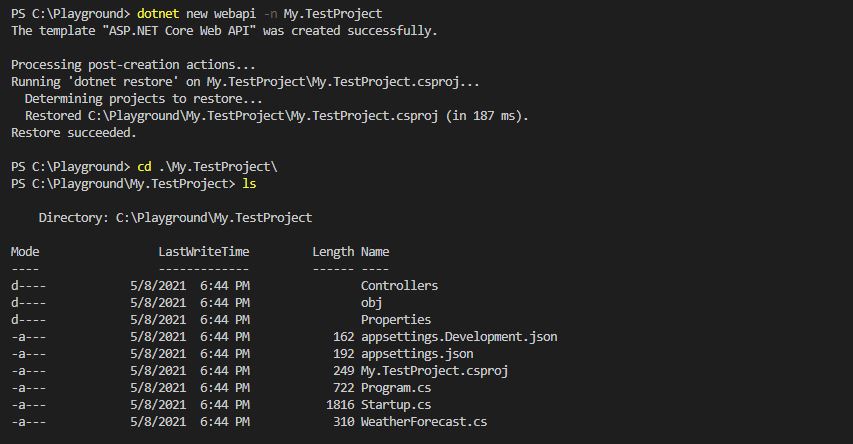 PS C:\Playground> dotnet new webapi -n My.TestProject
The template "ASP.NET Core Web API" was created successfully.
Processing post-creation actions...
Running 'dotnet restore' on My.TestProject\My.TestProject.csproj...
  Determining projects to restore...
  Restored C:\Playground\My.TestProject\My.TestProject.csproj (in 187 ms).
Restore succeeded.
PS C:\Playground> cd .\My.TestProject\
PS C:\Playground\My.TestProject> ls
    Directory: C:\Playground\My.TestProject
Mode                 LastWriteTime         Length Name
----                 -------------         ------ ----
d----            5/8/2021  6:44 PM                Controllers
d----            5/8/2021  6:44 PM                obj
d----            5/8/2021  6:44 PM                Properties
-a---            5/8/2021  6:44 PM            162 appsettings.Development.json
-a---            5/8/2021  6:44 PM            192 appsettings.json
-a---            5/8/2021  6:44 PM            249 My.TestProject.csproj
-a---            5/8/2021  6:44 PM            722 Program.cs
-a---            5/8/2021  6:44 PM           1816 Startup.cs
-a---            5/8/2021  6:44 PM            310 WeatherForecast.cs